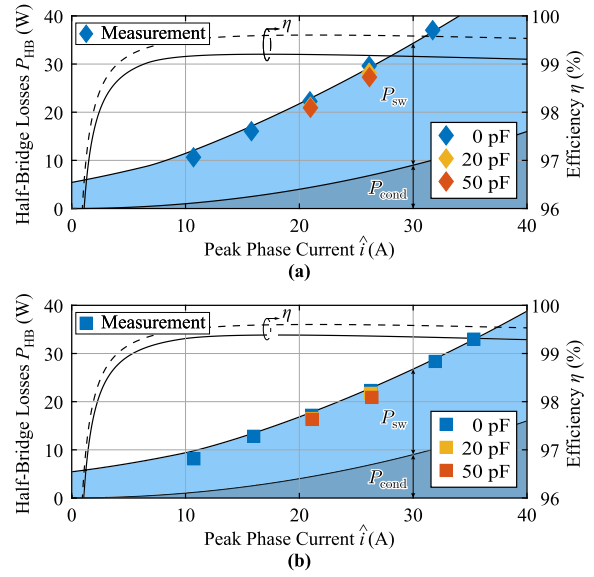 Half-Bridge Losses P_HB (W)
40
30
20
10
0
Measurement
η
P_sw
P_cond
0 pF
20 pF
50 pF
100
99
98
97
96
Efficiency η (%)
0 10 20 30 40
Peak Phase Current î (A)
(a)
Half-Bridge Losses P_HB (W)
40
30
20
10
0
Measurement
η
P_sw
P_cond
0 pF
20 pF
50 pF
100
99
98
97
96
Efficiency η (%)
0 10 20 30 40
Peak Phase Current î (A)
(b)